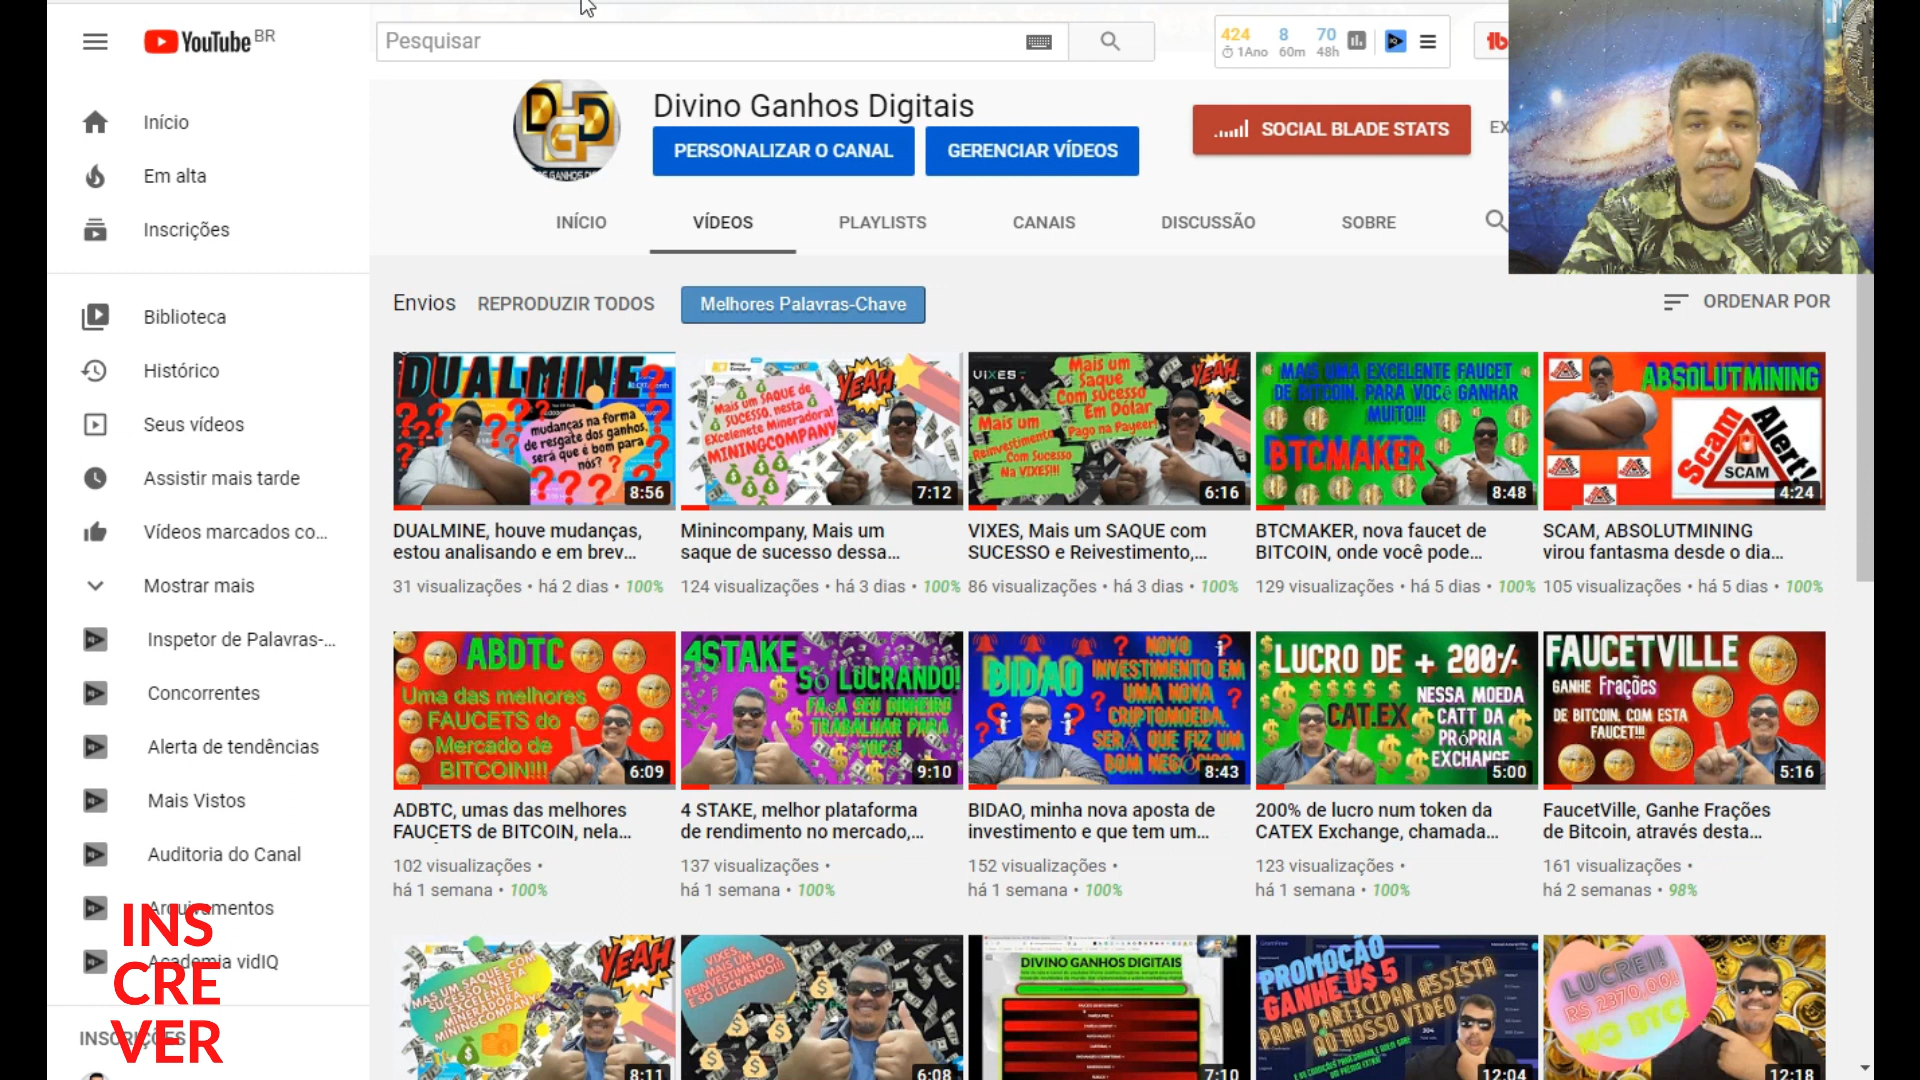 YouTube BR
Pesquisar
424 8 70
1Ano 60m 48h
Início
Em alta
Inscrições
Biblioteca
Histórico
Seus vídeos
Assistir mais tarde
Vídeos marcados co...
Mostrar mais
Inspetor de Palavras-...
Concorrentes
Alerta de tendências
Mais Vistos
Auditoria do Canal
Arquivamentos
Academia vidIQ
INSCRIÇÕES
INS
CRE
VER
DGD
Divino Ganhos Digitais
PERSONALIZAR O CANAL
GERENCIAR VÍDEOS
SOCIAL BLADE STATS
EX
INÍCIO
VÍDEOS
PLAYLISTS
CANAIS
DISCUSSÃO
SOBRE
Envios
REPRODUZIR TODOS
Melhores Palavras-Chave
ORDENAR POR
DUALMINE
mudanças na forma
de resgate dos ganhos,
será que é bom para
nós?
8:56
DUALMINE, houve mudanças,
estou analisando e em brev...
31 visualizações • há 2 dias • 100%
Mais um SAQUE de
SUCESSO, nesta
Excelenete Mineradora!
MININGCOMPANY
YEAH
7:12
Minincompany, Mais um
saque de sucesso dessa...
124 visualizações • há 3 dias • 100%
VIXES
Mais um
Saque
Com sucesso
Em Dólar
Pago na Payeer!
Mais um
Reinvestimento
Com Sucesso
Na VIXES!!!
YEAH
6:16
VIXES, Mais um SAQUE com
SUCESSO e Reivestimento,...
86 visualizações • há 3 dias • 100%
MAIS UMA EXCELENTE FAUCET
DE BITCOIN, PARA VOCÊ GANHAR
MUITO!!!
BTCMAKER
8:48
BTCMAKER, nova faucet de
BITCOIN, onde você pode...
129 visualizações • há 5 dias • 100%
ABSOLUTMINING
Scam Alert!
SCAM
4:24
SCAM, ABSOLUTMINING
virou fantasma desde o dia...
105 visualizações • há 5 dias • 100%
ABDTC
Uma das melhores
FAUCETS do
Mercado de
BITCOIN!!!
6:09
ADBTC, umas das melhores
FAUCETS de BITCOIN, nela...
102 visualizações •
há 1 semana • 100%
4STAKE
SÓ LUCRANDO!
FAÇA SEU DINHEIRO
TRABALHAR PARA
VOCÊ!
9:10
4 STAKE, melhor plataforma
de rendimento no mercado,...
137 visualizações •
há 1 semana • 100%
BIDAO
NOVO
INVESTIMENTO EM
UMA NOVA
CRIPTOMOEDA.
SERÁ QUE FIZ UM
BOM NEGÓCIO
8:43
BIDAO, minha nova aposta de
investimento e que tem um...
152 visualizações •
há 1 semana • 100%
LUCRO DE + 200%
CAT.EX
NESSA MOEDA
CATT DA
PRÓPRIA
EXCHANGE
5:00
200% de lucro num token da
CATEX Exchange, chamada...
123 visualizações •
há 1 semana • 100%
FAUCETVILLE
GANHE Frações
DE BITCOIN, COM ESTA
FAUCET!!!
5:16
FaucetVille, Ganhe Frações
de Bitcoin, através desta...
161 visualizações •
há 2 semanas • 98%
MAS UM SAQUE, COM
SUCESSO, NESTA
EXCELENTE
MINERADORA
MININGCOMPANY
YEAH
8:11
VIXES,
MAIS UM
REINVESTIMENTO
E SÓ LUCRANDO!!!
6:08
DIVINO GANHOS DIGITAIS
7:10
PROMOÇÃO
GANHE U$ 5
PARA PARTICIPAR ASSISTA
AO NOSSO VIDEO
12:04
LUCREI!!
R$ 2370,00!
NO BTC!
12:18